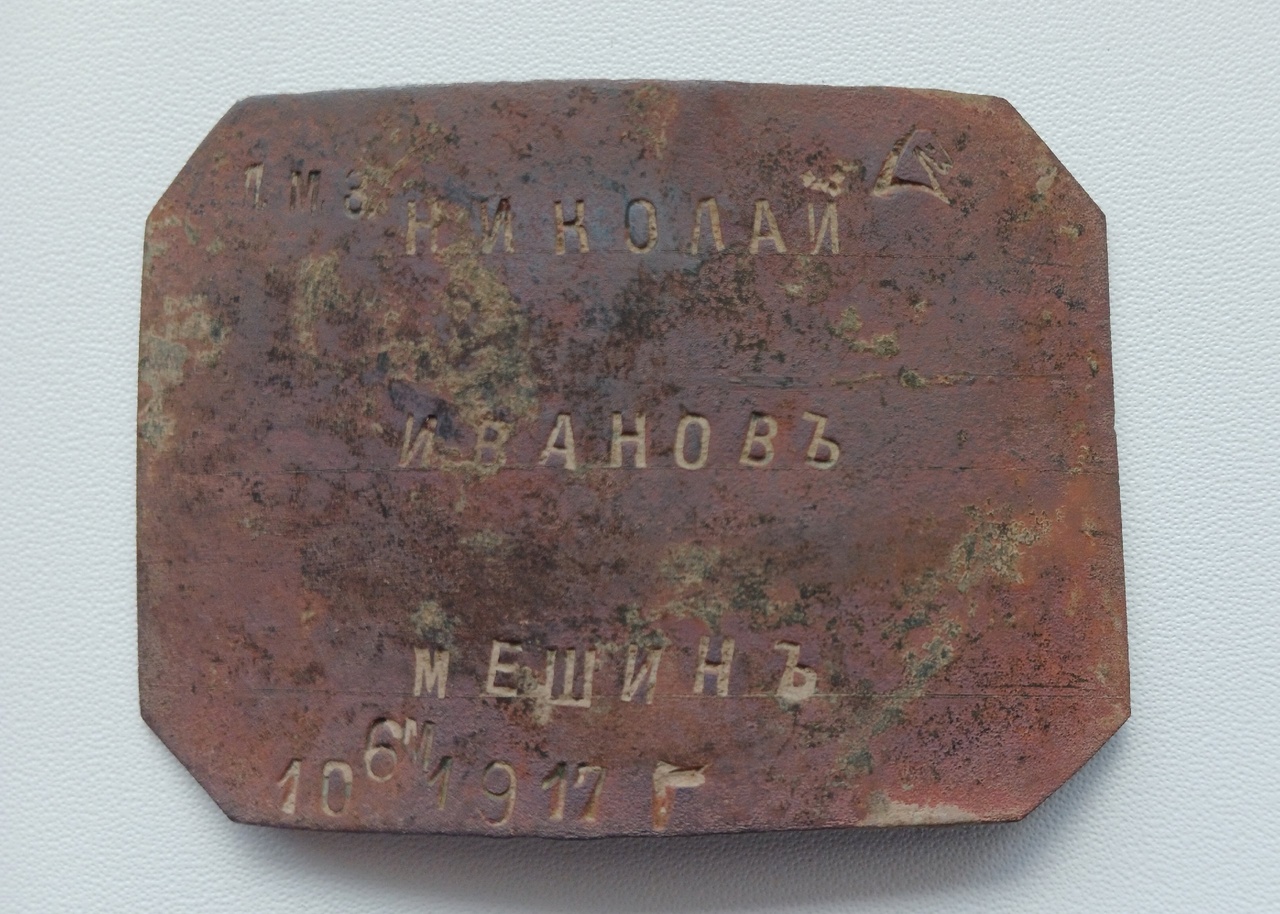 1 М З
НИКОЛАЙ
ИВАНОВЪ
МЕШИНЪ
10 6М 1917 Г